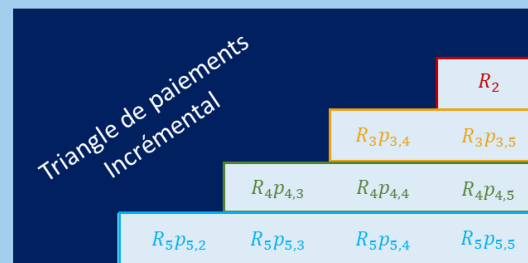 Triangle de paiements
Incrémental
R₂
R₃p₃,₄ R₃p₃,₅
R₄p₄,₃ R₄p₄,₄ R₄p₄,₅
R₅p₅,₂ R₅p₅,₃ R₅p₅,₄ R₅p₅,₅